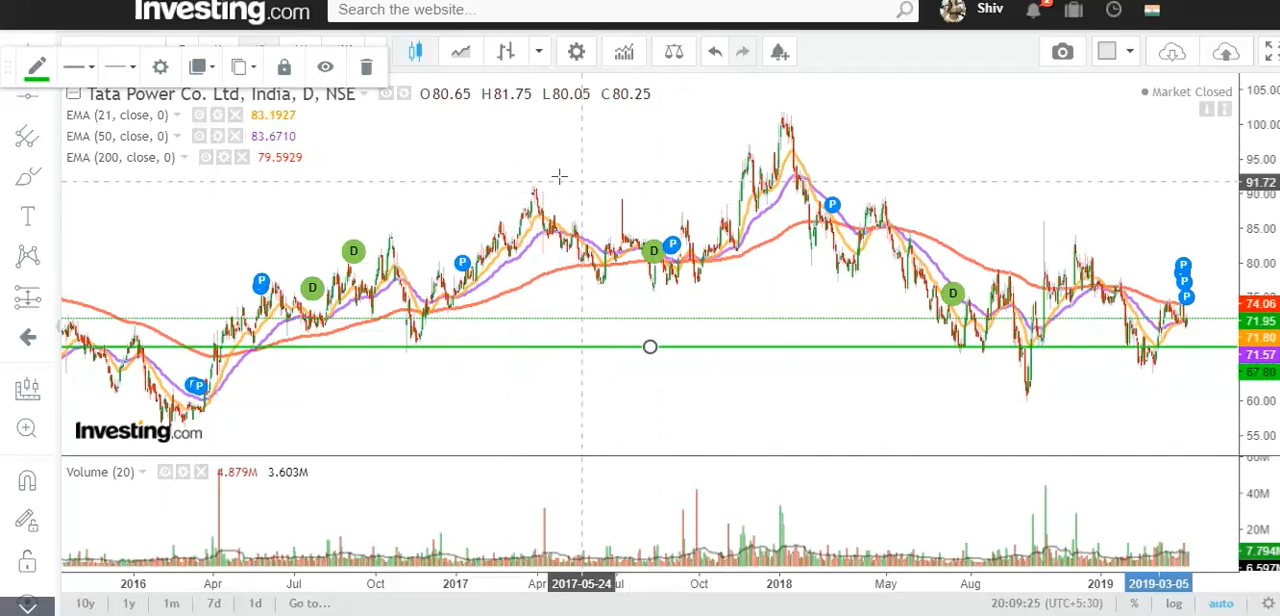 Investing.com
Search the website...
Shiv
2
Tata Power Co. Ltd, India, D, NSE
O80.65 H81.75 L80.05 C80.25
Market Closed
EMA (21, close, 0) 83.1927
EMA (50, close, 0) 83.6710
EMA (200, close, 0) 79.5929
105.00
100.00
95.00
91.72
90.00
85.00
80.00
74.06
71.95
71.80
71.57
67.80
60.00
55.00
D
D
D
D
D
P
P
P
P
P
P
P
P
Investing.com
Volume (20) 4.879M 3.603M
60M
40M
20M
7.794M
6.597M
2016 Apr Jul Oct 2017 Apr 2017-05-24 Jul Oct 2018 May Aug 2019 2019-03-05
10y 1y 1m 7d 1d Go to... 20:09:25 (UTC+5:30) % log auto